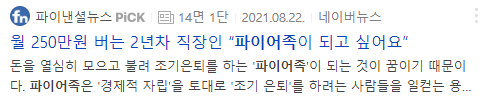 fn 파이낸셜뉴스 PiCK 14면 1단 2021.08.22. 네이버뉴스
월 250만원 버는 2년차 직장인 “파이어족이 되고 싶어요”
돈을 열심히 모으고 불려 조기은퇴를 하는 '파이어족'이 되는 것이 꿈이기 때문이
다. 파이어족은 '경제적 자립'을 토대로 '조기 은퇴'를 하려는 사람들을 일컫는 용...